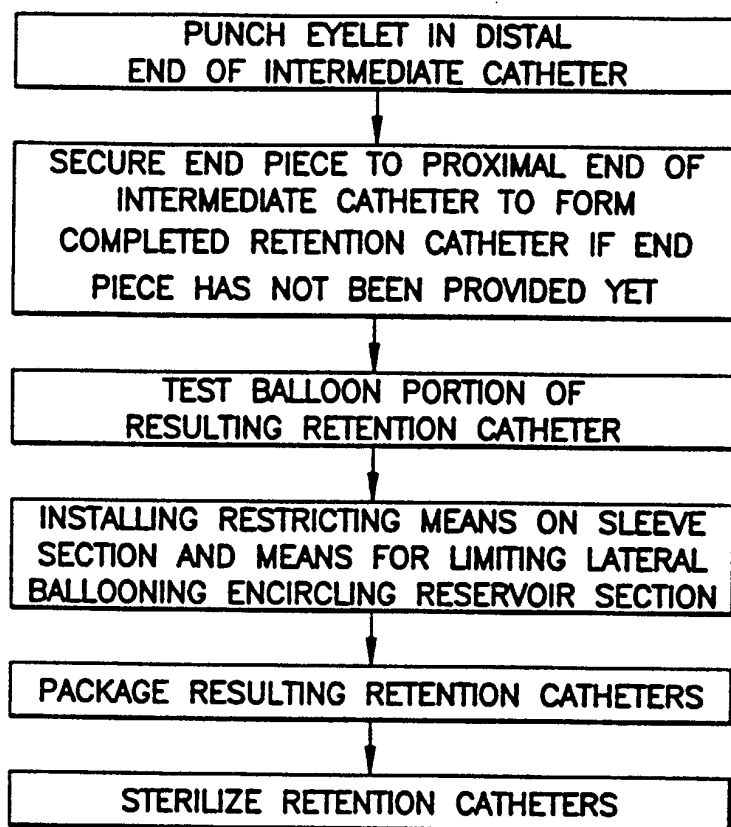 PUNCH EYELET IN DISTAL
END OF INTERMEDIATE CATHETER
SECURE END PIECE TO PROXIMAL END OF
INTERMEDIATE CATHETER TO FORM
COMPLETED RETENTION CATHETER IF END
PIECE HAS NOT BEEN PROVIDED YET
TEST BALLOON PORTION OF
RESULTING RETENTION CATHETER
INSTALLING RESTRICTING MEANS ON SLEEVE
SECTION AND MEANS FOR LIMITING LATERAL
BALLOONING ENCIRCLING RESERVOIR SECTION
PACKAGE RESULTING RETENTION CATHETERS
STERILIZE RETENTION CATHETERS